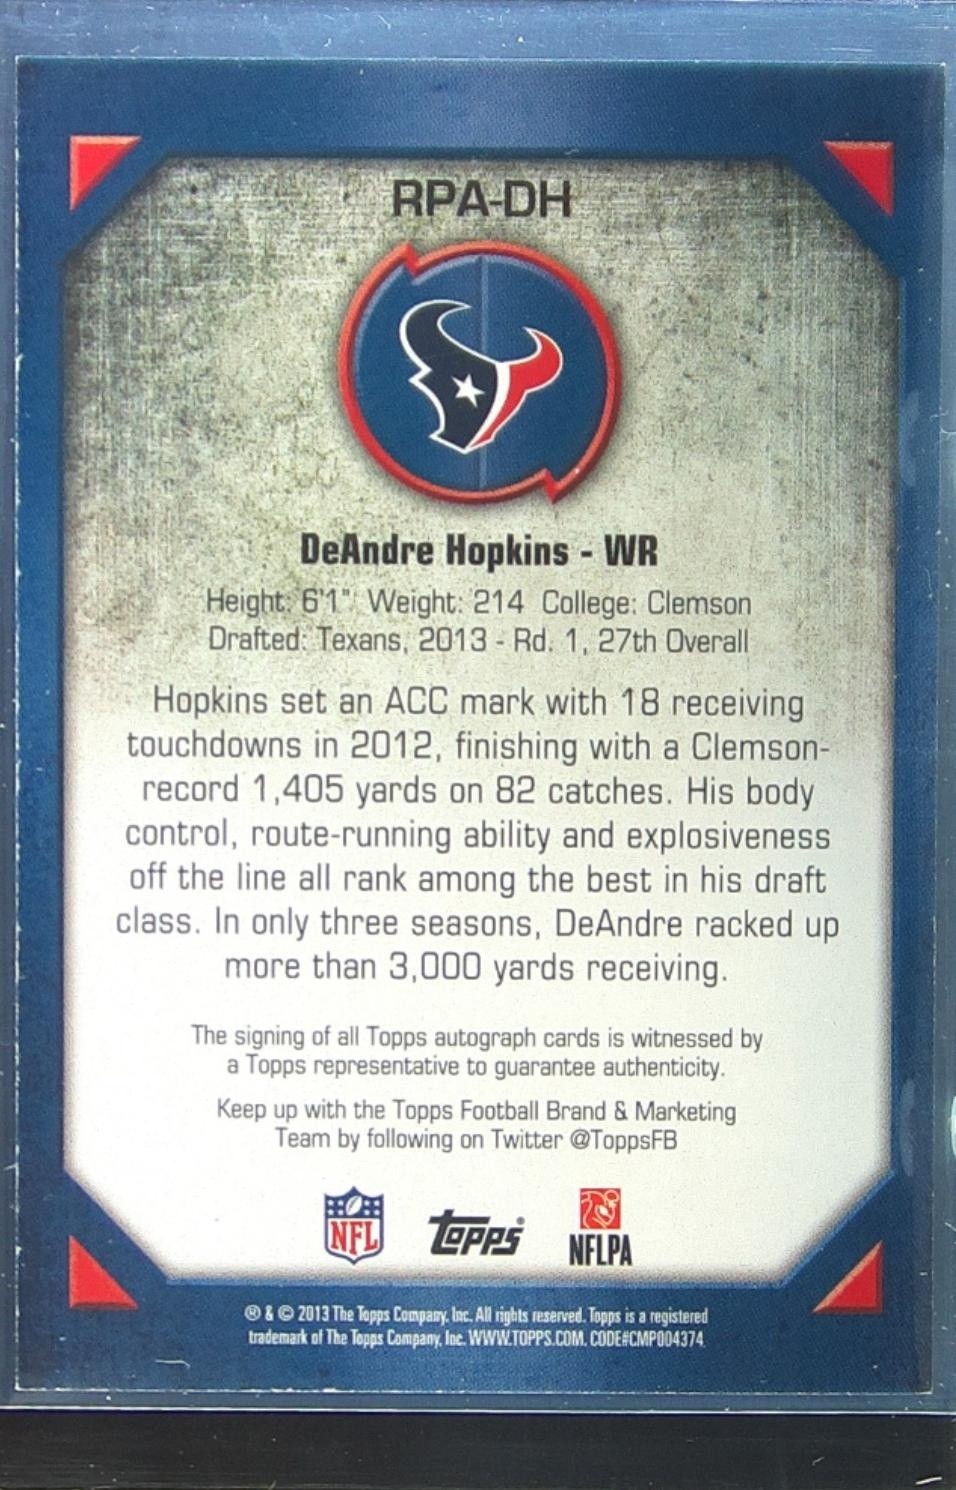 RPA-DH
DeAndre Hopkins - WR
Height: 6'1" Weight: 214 College: Clemson
Drafted: Texans, 2013 - Rd. 1, 27th Overall
Hopkins set an ACC mark with 18 receiving
touchdowns in 2012, finishing with a Clemson-
record 1,405 yards on 82 catches. His body
control, route-running ability and explosiveness
off the line all rank among the best in his draft
class. In only three seasons, DeAndre racked up
more than 3,000 yards receiving.
The signing of all Topps autograph cards is witnessed by
a Topps representative to guarantee authenticity.
Keep up with the Topps Football Brand & Marketing
Team by following on Twitter @ToppsFB
NFL Topps® NFLPA
® & © 2013 The Topps Company, Inc. All rights reserved. Topps is a registered
trademark of The Topps Company, Inc. WWW.TOPPS.COM. CODE#CMP004374